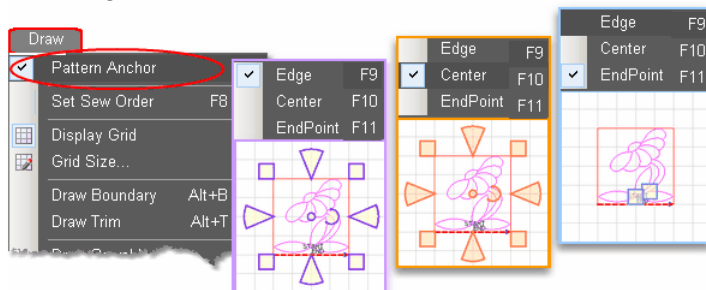 Draw
Pattern Anchor
Set Sew Order F8
Display Grid
Grid Size...
Draw Boundary Alt+B
Draw Trim Alt+T
Edge F9
Center F10
EndPoint F11
Edge F9
Center F10
EndPoint F11
Edge F9
Center F10
EndPoint F11